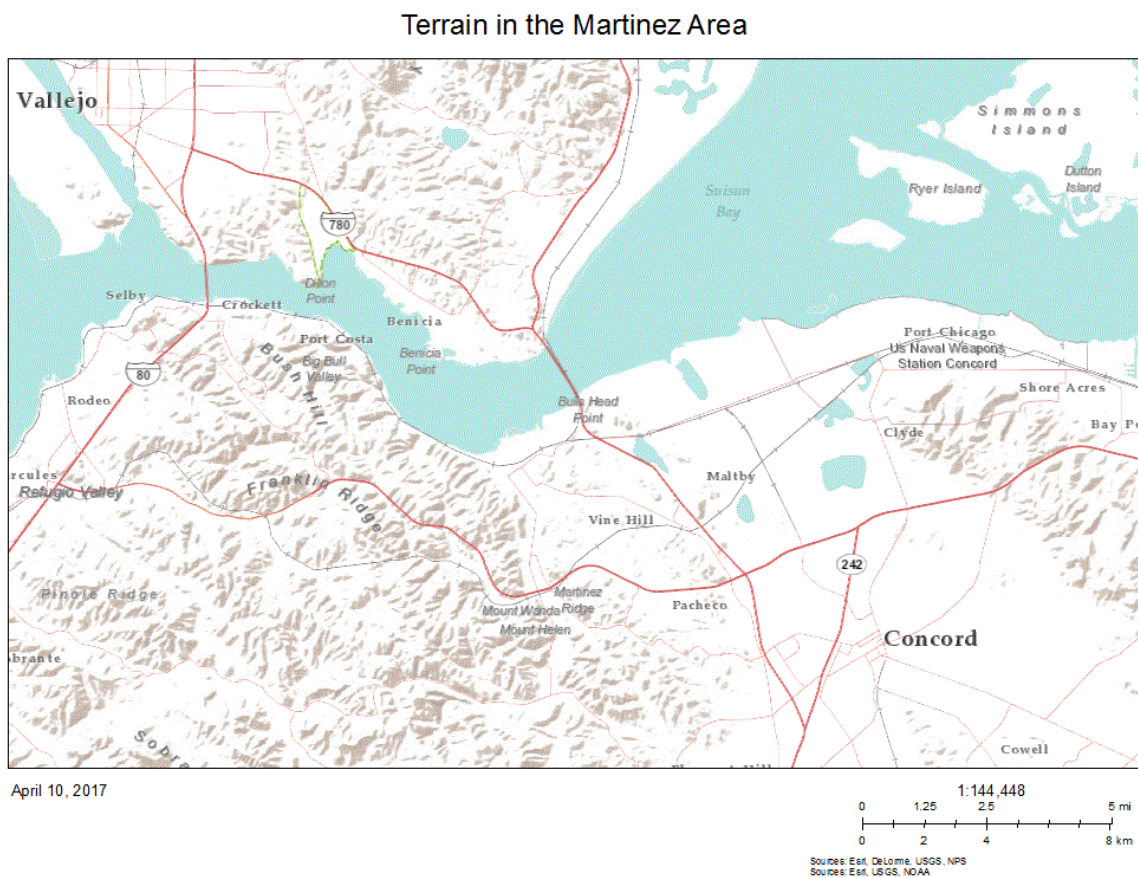 Terrain in the Martinez Area
Vallejo
Simmons
Island
Dutton
Island
Ryer Island
Suisun
Bay
780
Dillon
Point
Selby
Crockett
Benicia
Port Costa
Port Chicago
Us Naval Weapons
Station Concord
Big Bull
Valley
Benicia
Point
Bush Hill
80
Shore Acres
Rodeo
Bulls Head
Point
Clyde
Bay Po
rcules
Refugio Valley
Franklin Ridge
Maltby
Vine Hill
242
Pinole Ridge
Martinez
Ridge
Mount Wanda
Mount Helen
Pacheco
Concord
obrante
Sobra
Cowell
April 10, 2017
1:144,448
0 1.25 2.5 5 mi
0 2 4 8 km
Sources: Esri, DeLorme, USGS, NPS
Sources: Esri, USGS, NOAA